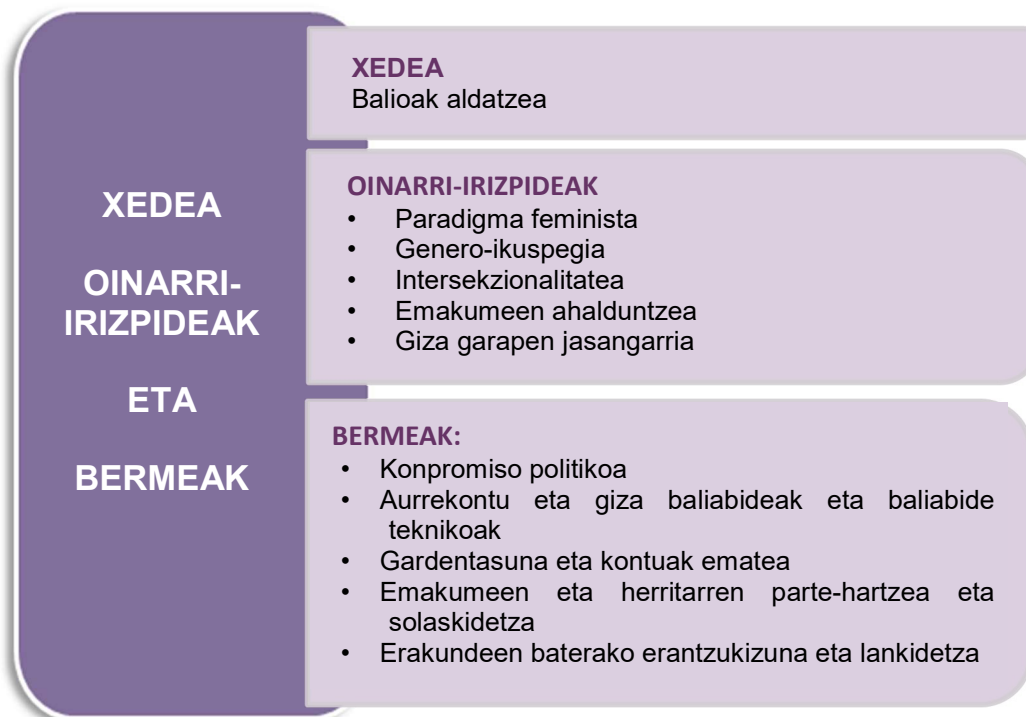 XEDEA
OINARRI-
IRIZPIDEAK
ETA
BERMEAK
XEDEA
Balioak aldatzea
OINARRI-IRIZPIDEAK
• Paradigma feminista
• Genero-ikuspegia
• Intersekzionalitatea
• Emakumeen ahalduntzea
• Giza garapen jasangarria
BERMEAK:
• Konpromiso politikoa
• Aurrekontu eta giza baliabideak eta baliabide
teknikoak
• Gardentasuna eta kontuak ematea
• Emakumeen eta herritarren parte-hartzea eta
solaskidetza
• Erakundeen baterako erantzukizuna eta lankidetza